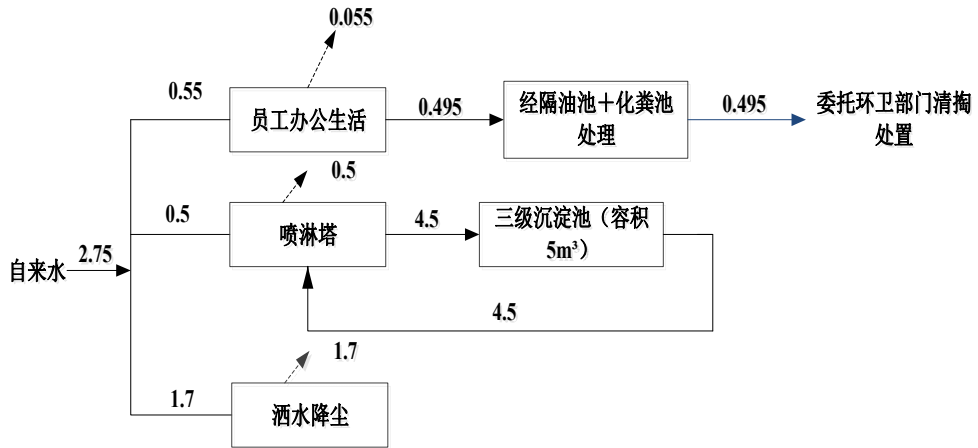 0.055
0.55
员工办公生活
0.495
经隔油池＋化粪池
处理
0.495
委托环卫部门清掏
处置
0.5
0.5
喷淋塔
4.5
三级沉淀池（容积
5m³）
自来水
2.75
4.5
1.7
1.7
洒水降尘